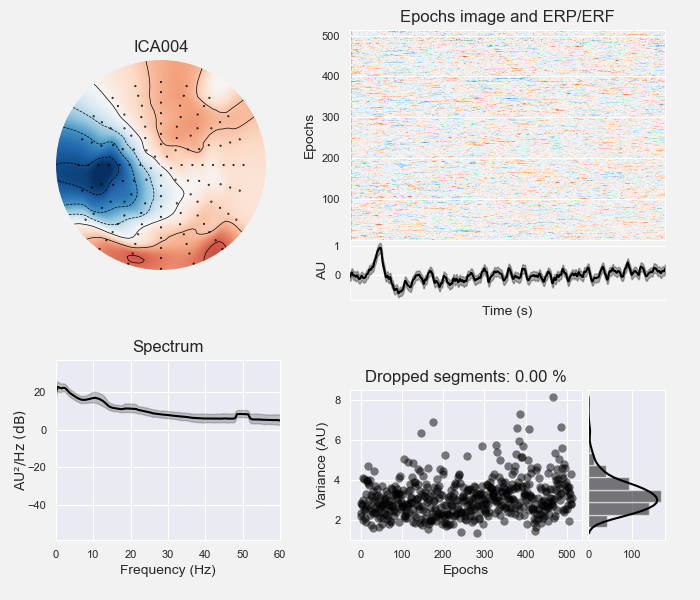 ICA004
Epochs image and ERP/ERF
500
400
300
200
100
Epochs
1
0
AU
Time (s)
Spectrum
20
0
−20
−40
AU²/Hz (dB)
0 10 20 30 40 50 60
Frequency (Hz)
Dropped segments: 0.00 %
8
6
4
2
Variance (AU)
0 100 200 300 400 500
Epochs
0 100